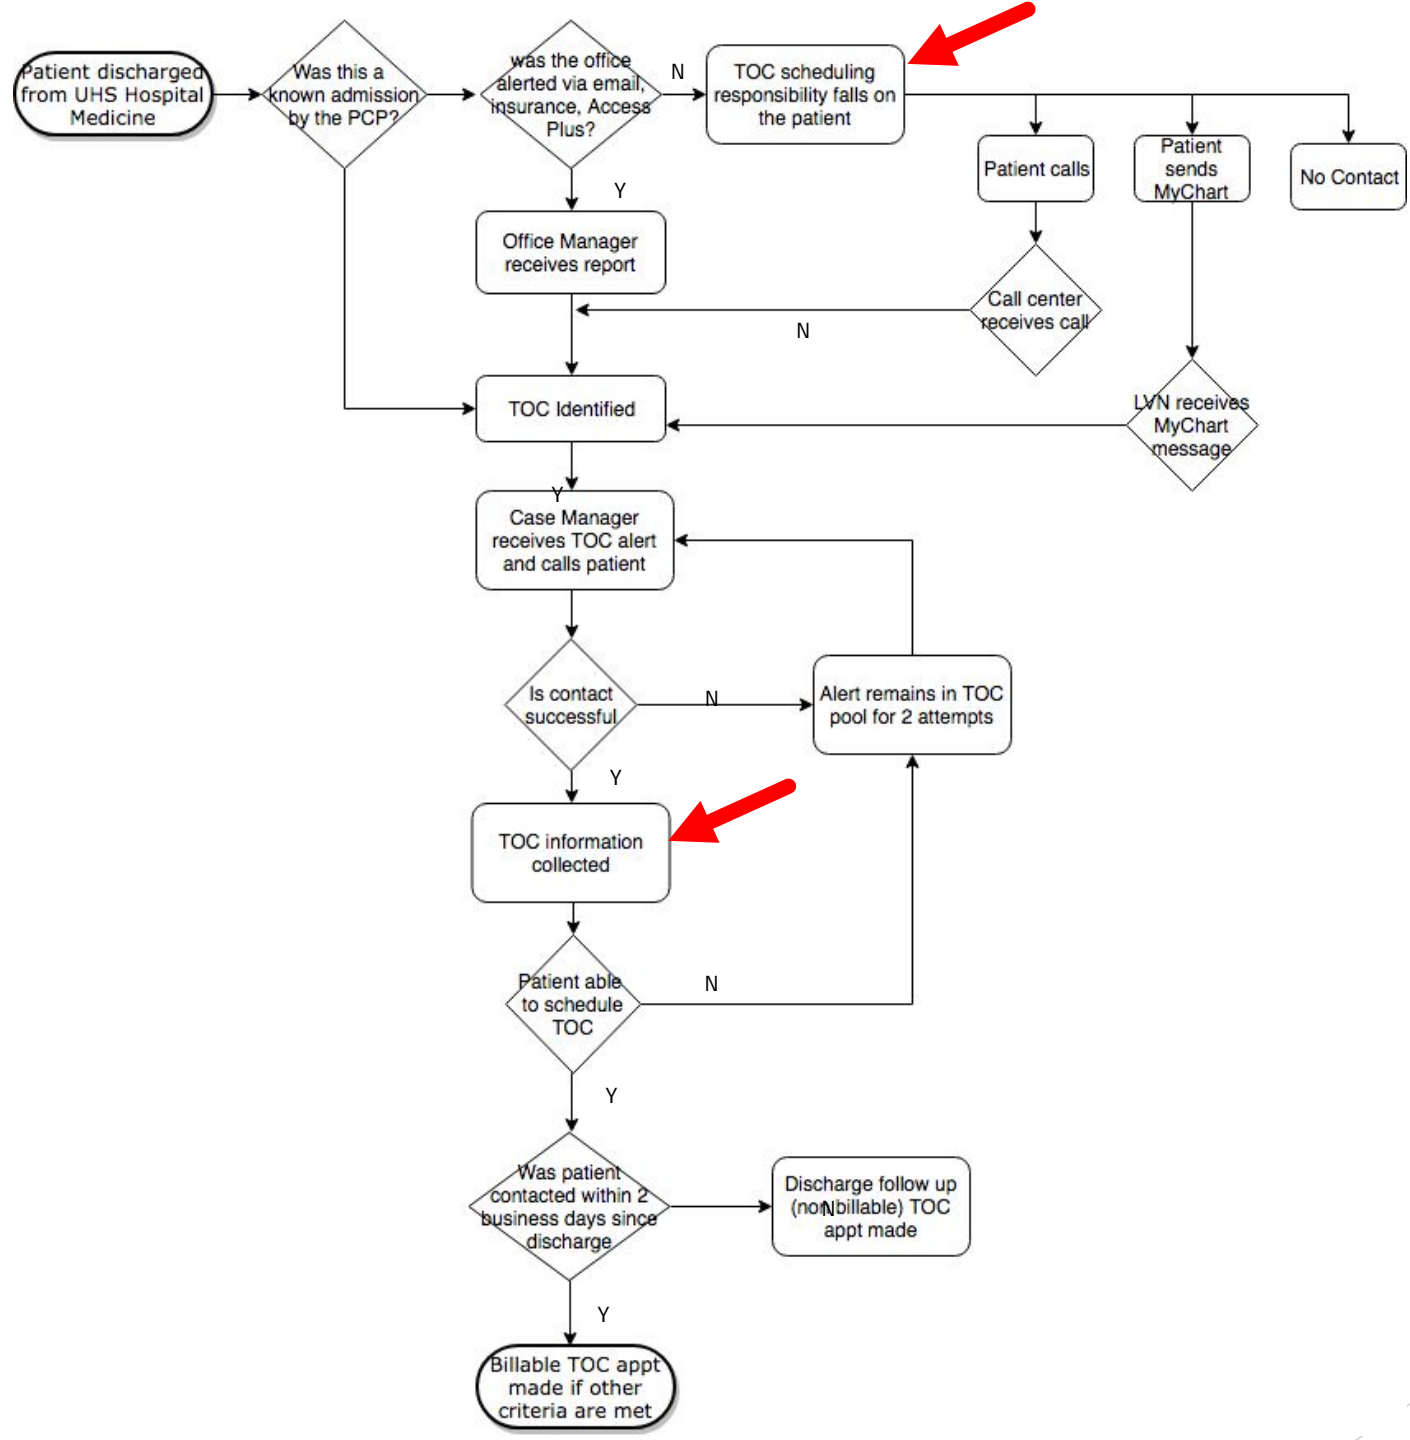 Patient discharged
from UHS Hospital
Medicine
Was this a
known admission
by the PCP?
was the office
alerted via email,
insurance, Access
Plus?
N
TOC scheduling
responsibility falls on
the patient
Patient calls
Patient
sends
MyChart
No Contact
Y
Office Manager
receives report
Call center
receives call
N
TOC Identified
LVN receives
MyChart
message
Y
Case Manager
receives TOC alert
and calls patient
Is contact
successful
N
Alert remains in TOC
pool for 2 attempts
Y
TOC information
collected
Patient able
to schedule
TOC
N
Y
Was patient
contacted within 2
business days since
discharge
N
Discharge follow up
(non billable) TOC
appt made
Y
Billable TOC appt
made if other
criteria are met